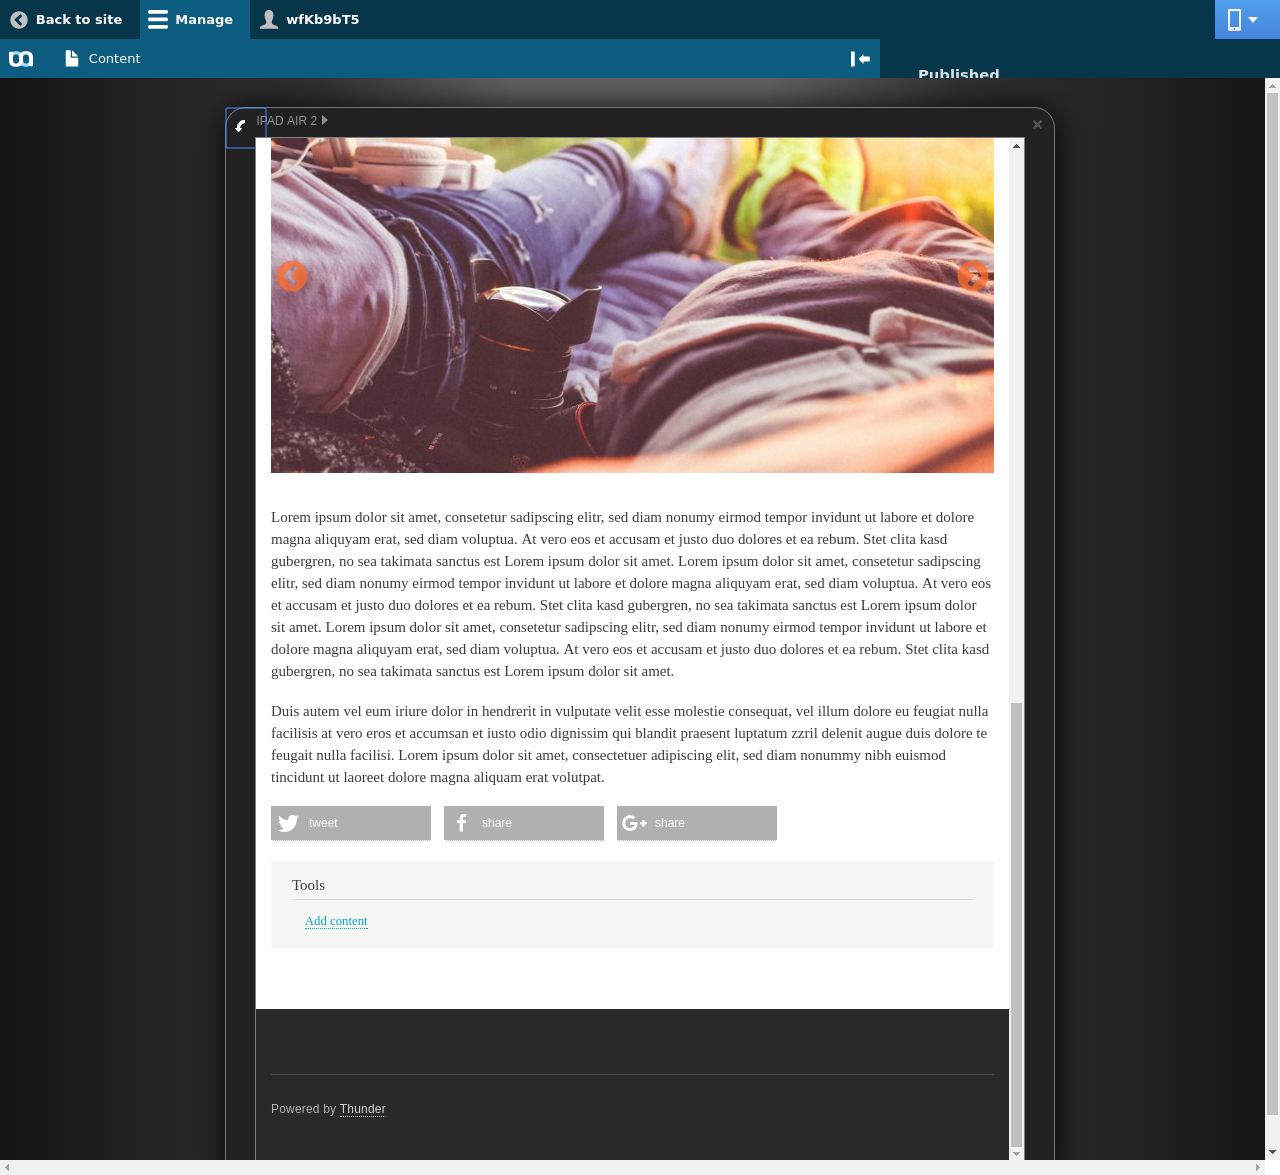 Back to site
Manage
wfKb9bT5
Content
Published
IPAD AIR 2
Lorem ipsum dolor sit amet, consetetur sadipscing elitr, sed diam nonumy eirmod tempor invidunt ut labore et dolore
magna aliquyam erat, sed diam voluptua. At vero eos et accusam et justo duo dolores et ea rebum. Stet clita kasd
gubergren, no sea takimata sanctus est Lorem ipsum dolor sit amet. Lorem ipsum dolor sit amet, consetetur sadipscing
elitr, sed diam nonumy eirmod tempor invidunt ut labore et dolore magna aliquyam erat, sed diam voluptua. At vero eos
et accusam et justo duo dolores et ea rebum. Stet clita kasd gubergren, no sea takimata sanctus est Lorem ipsum dolor
sit amet. Lorem ipsum dolor sit amet, consetetur sadipscing elitr, sed diam nonumy eirmod tempor invidunt ut labore et
dolore magna aliquyam erat, sed diam voluptua. At vero eos et accusam et justo duo dolores et ea rebum. Stet clita kasd
gubergren, no sea takimata sanctus est Lorem ipsum dolor sit amet.
Duis autem vel eum iriure dolor in hendrerit in vulputate velit esse molestie consequat, vel illum dolore eu feugiat nulla
facilisis at vero eros et accumsan et iusto odio dignissim qui blandit praesent luptatum zzril delenit augue duis dolore te
feugait nulla facilisi. Lorem ipsum dolor sit amet, consectetuer adipiscing elit, sed diam nonummy nibh euismod
tincidunt ut laoreet dolore magna aliquam erat volutpat.
tweet
share
share
Tools
Add content
Powered by Thunder